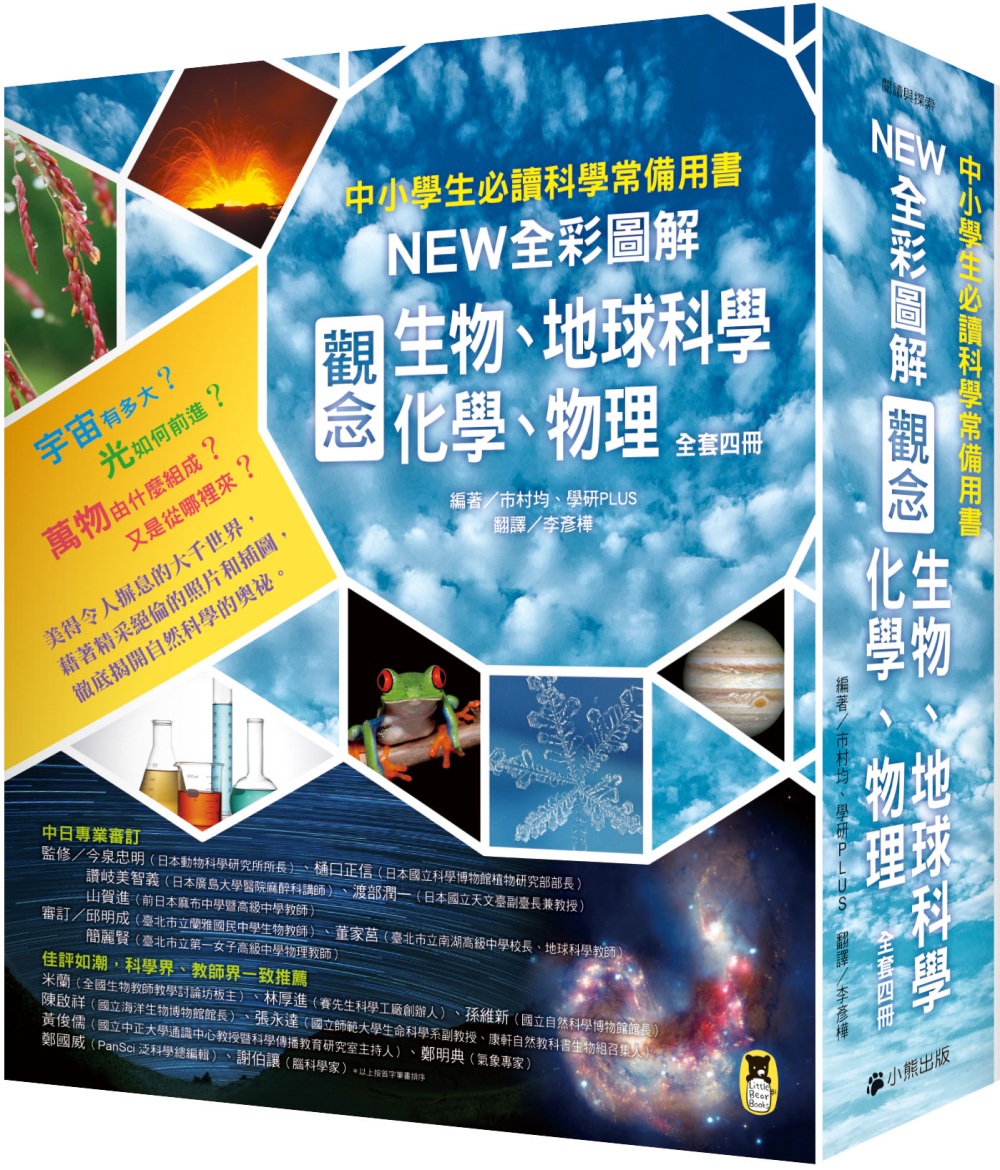 中小學生必讀科學常備用書
NEW全彩圖解
觀念
生物、地球科學
化學、物理 全套四冊
編著／市村均、學研PLUS
翻譯／李彥樺
宇宙有多大？
光如何前進？
萬物由什麼組成？
又是從哪裡來？
美得令人摒息的大千世界，
藉著精采絕倫的照片和插圖，
徹底揭開自然科學的奧祕。
中日專業審訂
監修／今泉忠明（日本動物科學研究所所長）、樋口正信（日本國立科學博物館植物研究部部長）
讚岐美智義（日本廣島大學醫院麻醉科講師）、渡部潤一（日本國立天文臺副臺長兼教授）
山賀進（前日本麻布中學暨高級中學教師）
審訂／邱明成（臺北市立蘭雅國民中學生物教師）、董家莒（臺北市立南湖高級中學校長、地球科學教師）
簡麗賢（臺北市立第一女子高級中學物理教師）
佳評如潮，科學界、教師界一致推薦
米蘭（全國生物教師教學討論坊板主）、林厚進（賽先生科學工廠創辦人）、孫維新（國立自然科學博物館館長）
陳啟祥（國立海洋生物博物館館長）、張永達（國立師範大學生命科學系副教授、康軒自然教科書生物組召集人）
黃俊儒（國立中正大學通識中心教授暨科學傳播教育研究室主持人）
鄭國威（PanSci 泛科學總編輯）、謝伯讓（腦科學家）、鄭明典（氣象專家）
＊以上按首字筆畫排序
Little
Bear
Books
閱讀與探索
中小學生必讀科學常備用書
NEW全彩圖解
觀念
生物、地球科學
化學、物理
全套四冊
編著／市村均、學研PLUS 翻譯／李彥樺
小熊出版